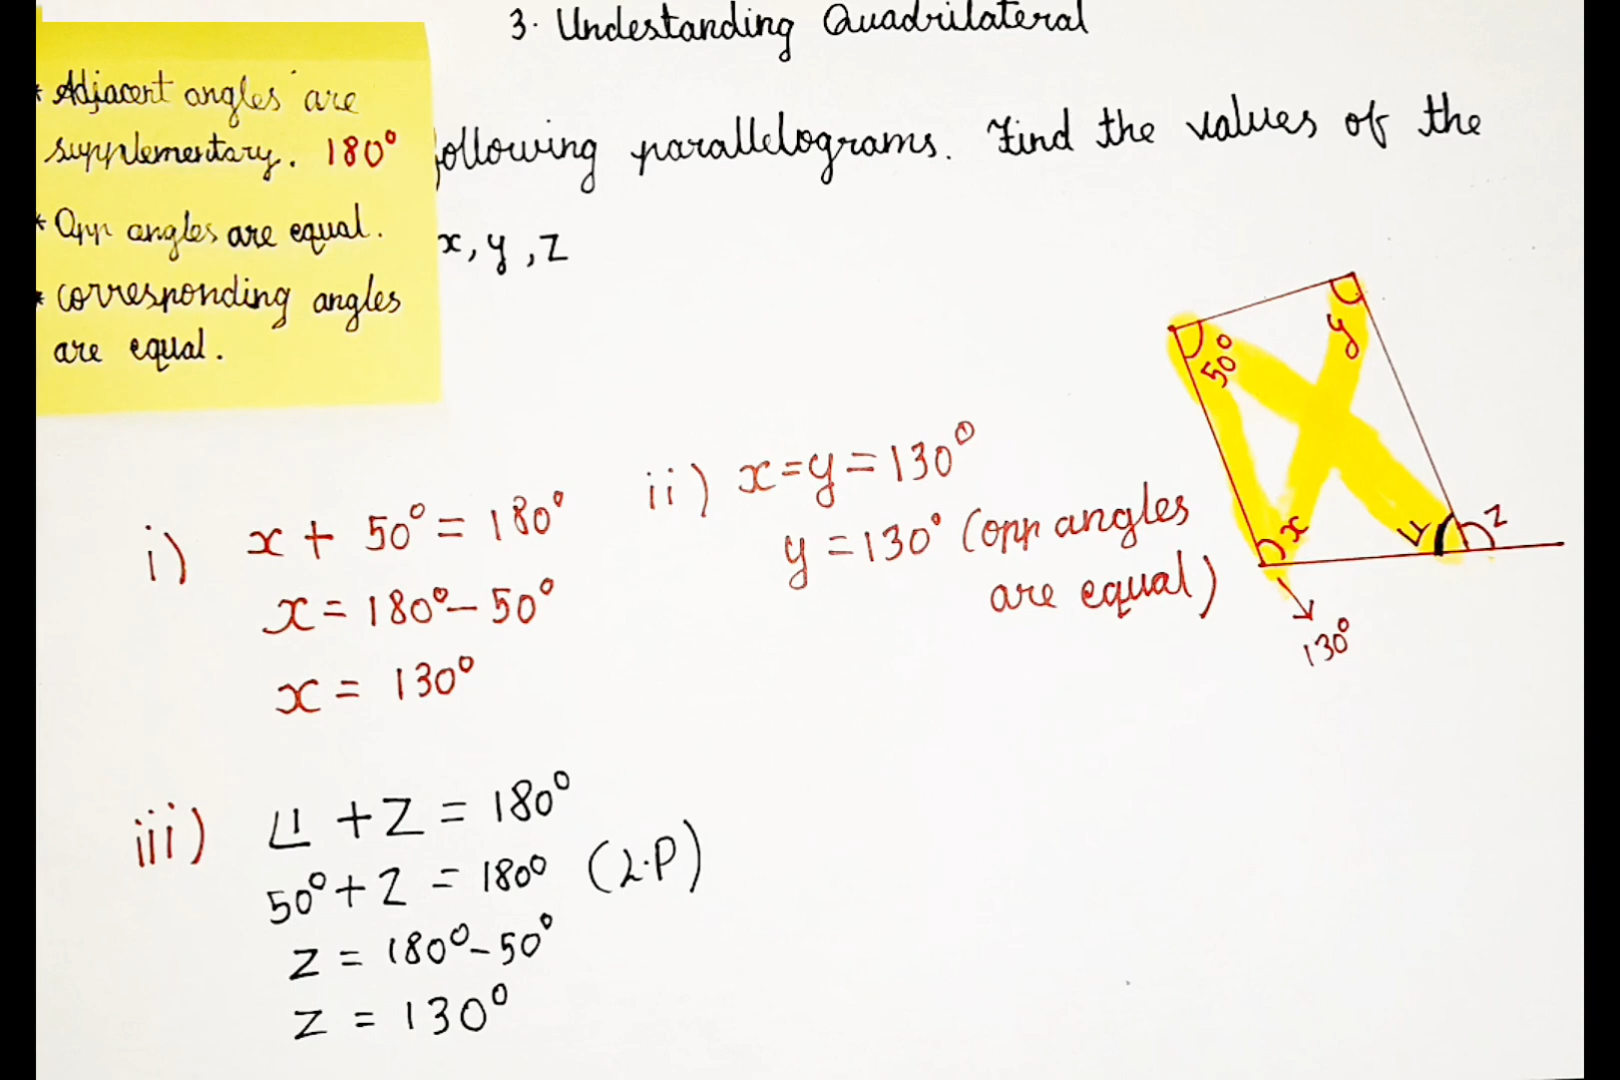 3. Understanding Quadrilateral
* Adjacent angles are
supplementary. 180°
* Opp angles are equal.
* corresponding angles
are equal.
ollowing parallelograms. Find the values of the
x, y, z
i) x + 50° = 180°
x = 180° - 50°
x = 130°
ii) x = y = 130°
y = 130° (opp angles
are equal)
iii) ∠1 + Z = 180°
50° + Z = 180° (L.P)
Z = 180° - 50°
Z = 130°
50°
y
x
∠1
z
130°